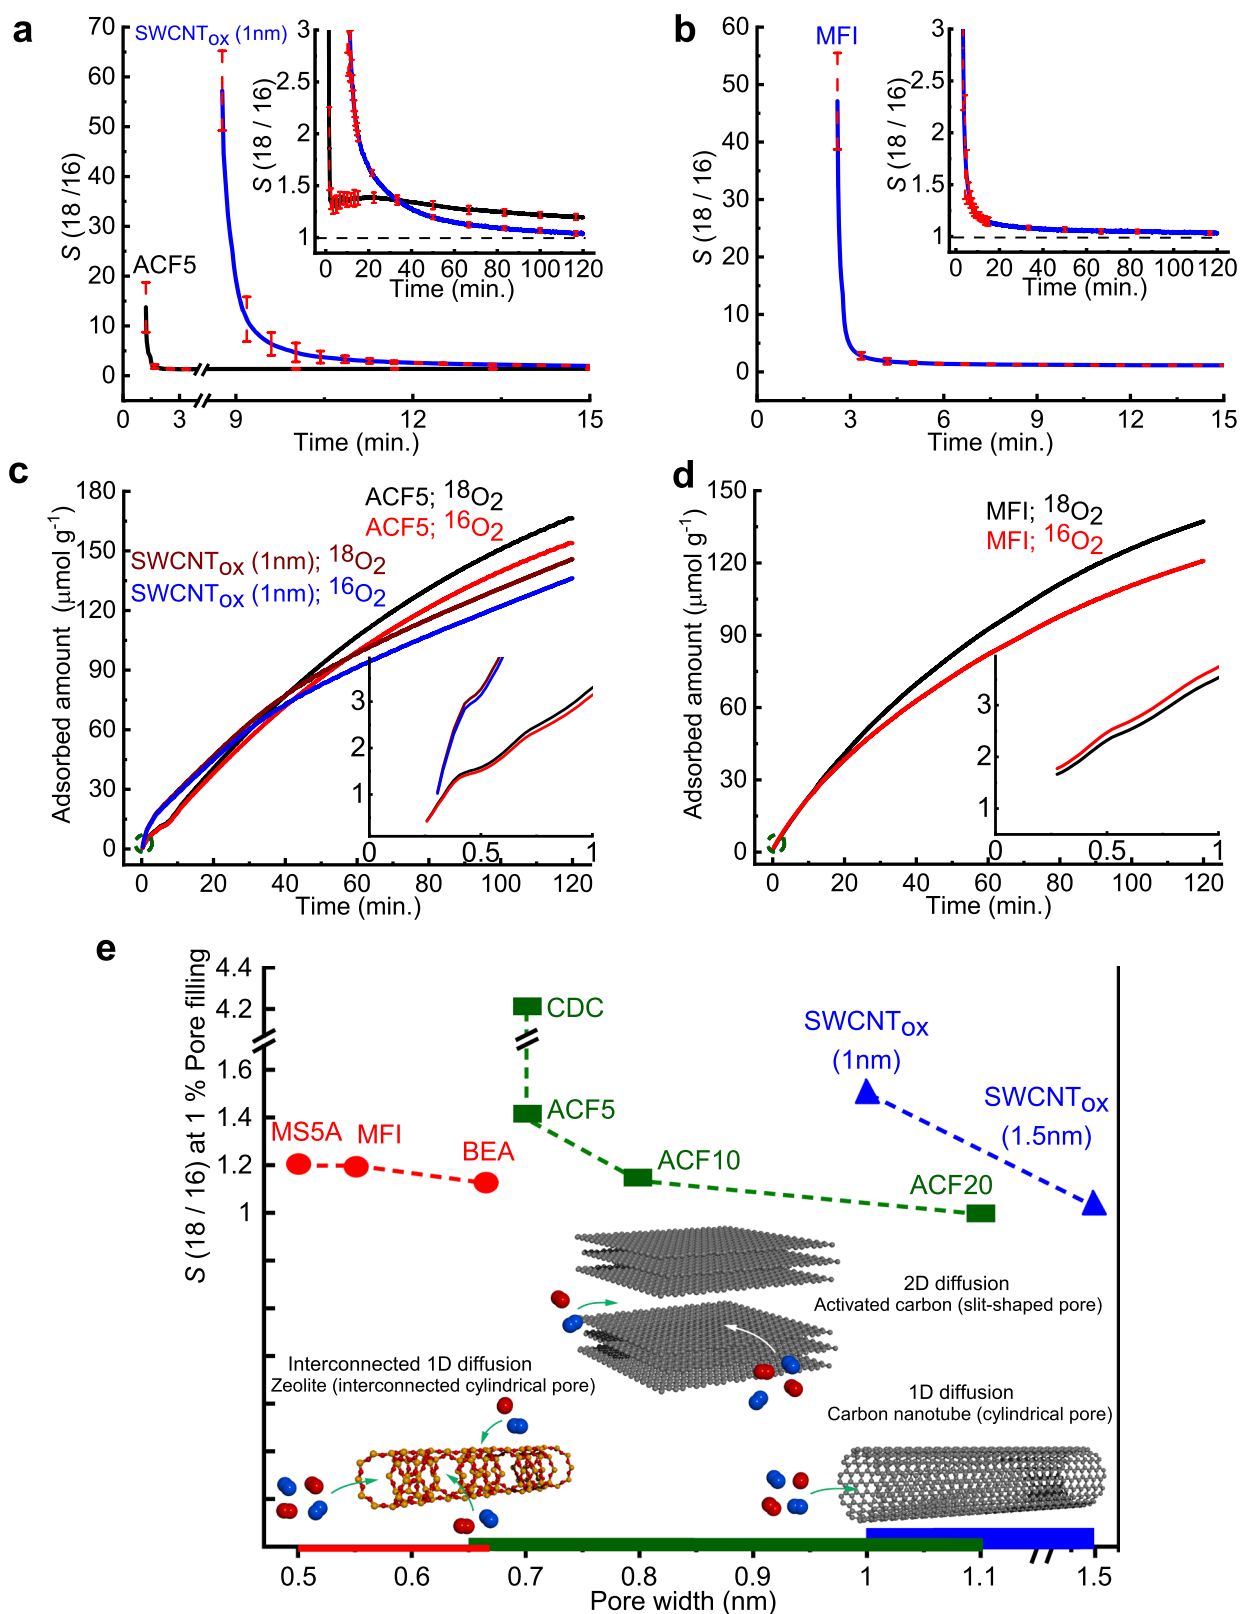 a
70
60
50
40
30
20
10
0
S (18 /16)
SWCNTox (1nm)
ACF5
0
3
9
12
15
Time (min.)
3
2.5
2
1.5
1
S (18 / 16)
0
20
40
60
80
100
120
Time (min.)
b
60
50
40
30
20
10
0
S (18 / 16)
MFI
0
3
6
9
12
15
Time (min.)
3
2.5
2
1.5
1
S (18 / 16)
0
20
40
60
80
100
120
Time (min.)
c
180
150
120
90
60
30
0
Adsorbed amount (μmol g-1)
ACF5; 18O2
ACF5; 16O2
SWCNTox (1nm); 18O2
SWCNTox (1nm); 16O2
3
2
1
0
0.5
1
0
20
40
60
80
100
120
Time (min.)
d
150
120
90
60
30
0
Adsorbed amount (μmol g-1)
MFI; 18O2
MFI; 16O2
3
2
1
0
0.5
1
0
20
40
60
80
100
120
Time (min.)
e
4.4
4.2
1.6
1.4
1.2
1
S (18 / 16) at 1 % Pore filling
CDC
SWCNTox
(1nm)
ACF5
SWCNTox
(1.5nm)
MS5A
MFI
BEA
ACF10
ACF20
2D diffusion
Activated carbon (slit-shaped pore)
Interconnected 1D diffusion
Zeolite (interconnected cylindrical pore)
1D diffusion
Carbon nanotube (cylindrical pore)
0.5
0.6
0.7
0.8
0.9
1
1.1
1.5
Pore width (nm)